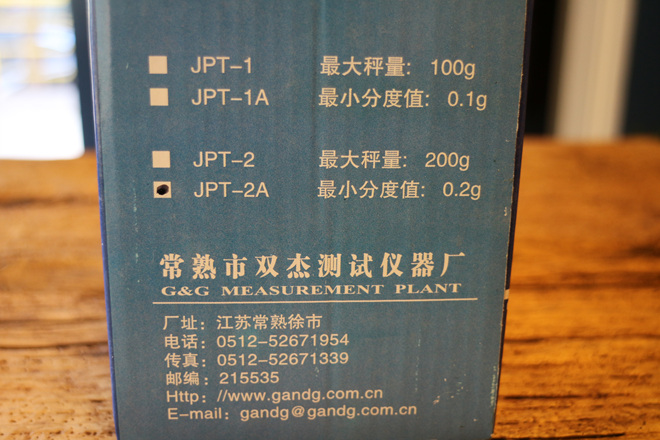 JPT-1 最大秤量: 100g
JPT-1A 最小分度值: 0.1g
JPT-2 最大秤量: 200g
JPT-2A 最小分度值: 0.2g
常熟市双杰测试仪器厂
G&G MEASUREMENT PLANT
厂址: 江苏常熟徐市
电话: 0512-52671954
传真: 0512-52671339
邮编: 215535
Http: //www.gandg.com.cn
E-mail: gandg@gandg.com.cn